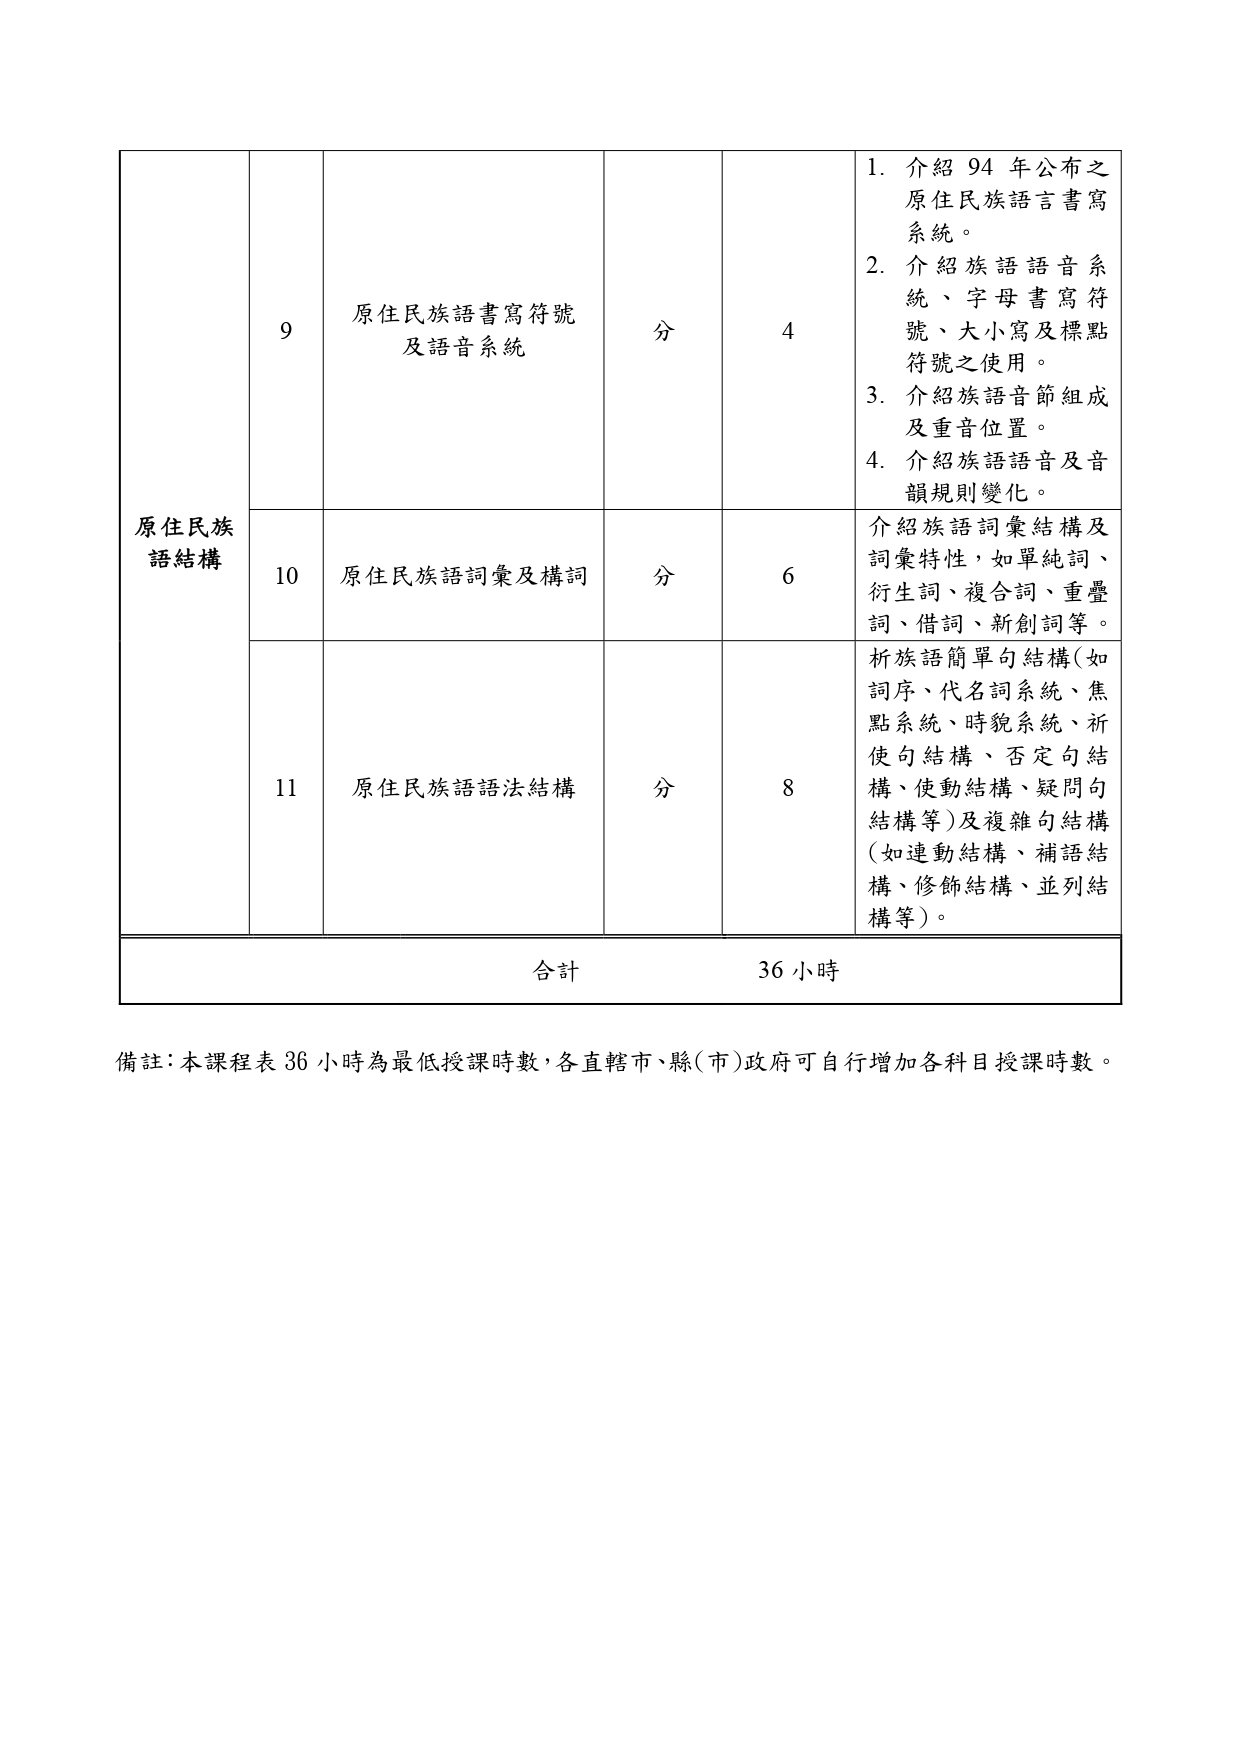 原住民族
語結構
9
原住民族語書寫符號
及語音系統
分
4
1. 介紹 94 年公布之
原住民族語言書寫
系統。
2. 介紹族語語音系
統、字母書寫符
號、大小寫及標點
符號之使用。
3. 介紹族語音節組成
及重音位置。
4. 介紹族語語音及音
韻規則變化。
10
原住民族語詞彙及構詞
分
6
介紹族語詞彙結構及
詞彙特性，如單純詞、
衍生詞、複合詞、重疊
詞、借詞、新創詞等。
11
原住民族語語法結構
分
8
析族語簡單句結構(如
詞序、代名詞系統、焦
點系統、時貌系統、祈
使句結構、否定句結
構、使動結構、疑問句
結構等)及複雜句結構
(如連動結構、補語結
構、修飾結構、並列結
構等)。
合計 36 小時
備註：本課程表 36 小時為最低授課時數，各直轄市、縣(市)政府可自行增加各科目授課時數。